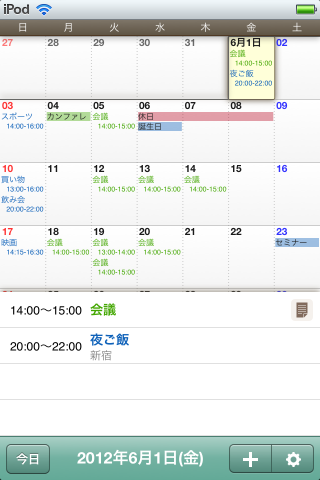 iPod
日 月 火 水 木 金 土
27 28 29 30 31 6月1日 02
会議
14:00-15:00
夜ご飯
20:00-22:00
03 04 05 06 07 08 09
スポーツ カンファレ 会議 休日
14:00-16:00 14:00-15:00 誕生日
10 11 12 13 14 15 16
買い物 会議 会議 会議
13:00-16:00 14:00-15:00 14:00-15:00 14:00-15:00
飲み会
20:00-22:00
17 18 19 20 21 22 23
映画 会議 会議 会議 セミナー
14:15-16:30 14:00-15:00 13:00-14:00 14:00-15:00
会議
14:00-15:00
14:00〜15:00 会議
20:00〜22:00 夜ご飯
新宿
今日 2012年6月1日(金)